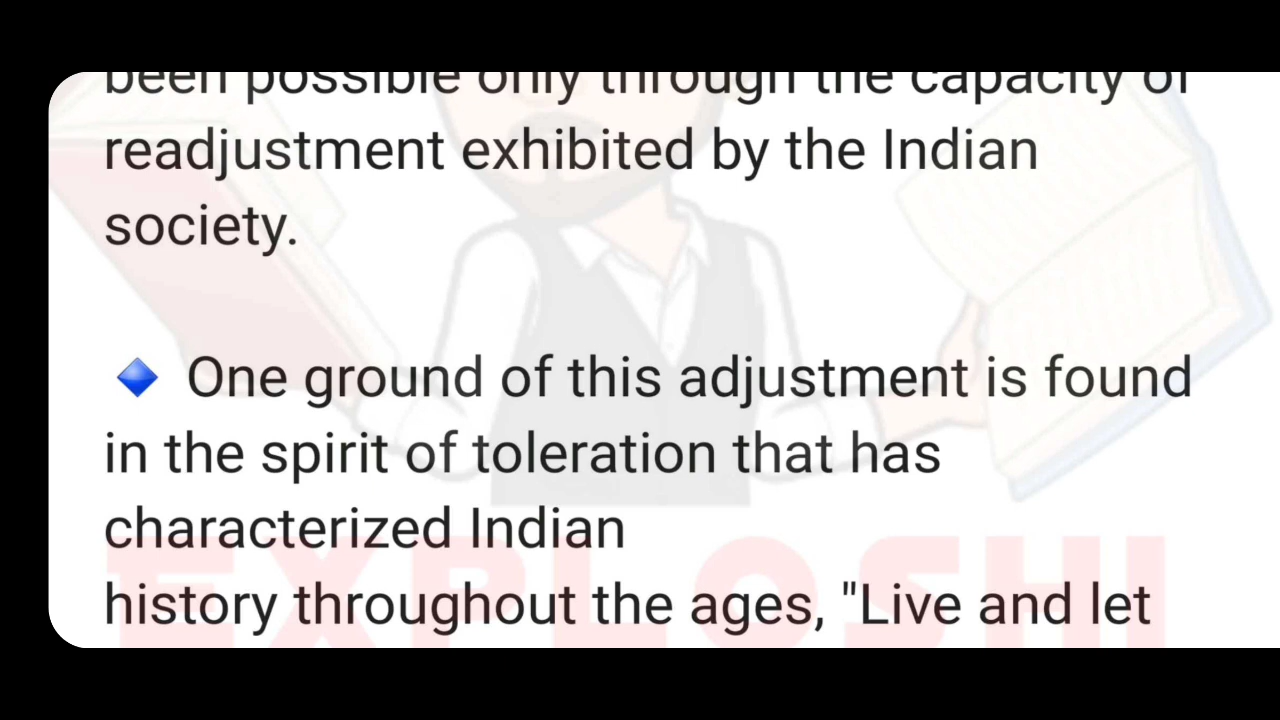 been possible only through the capacity of
readjustment exhibited by the Indian
society.
🔹 One ground of this adjustment is found
in the spirit of toleration that has
characterized Indian
history throughout the ages, "Live and let
EXPLOSHI